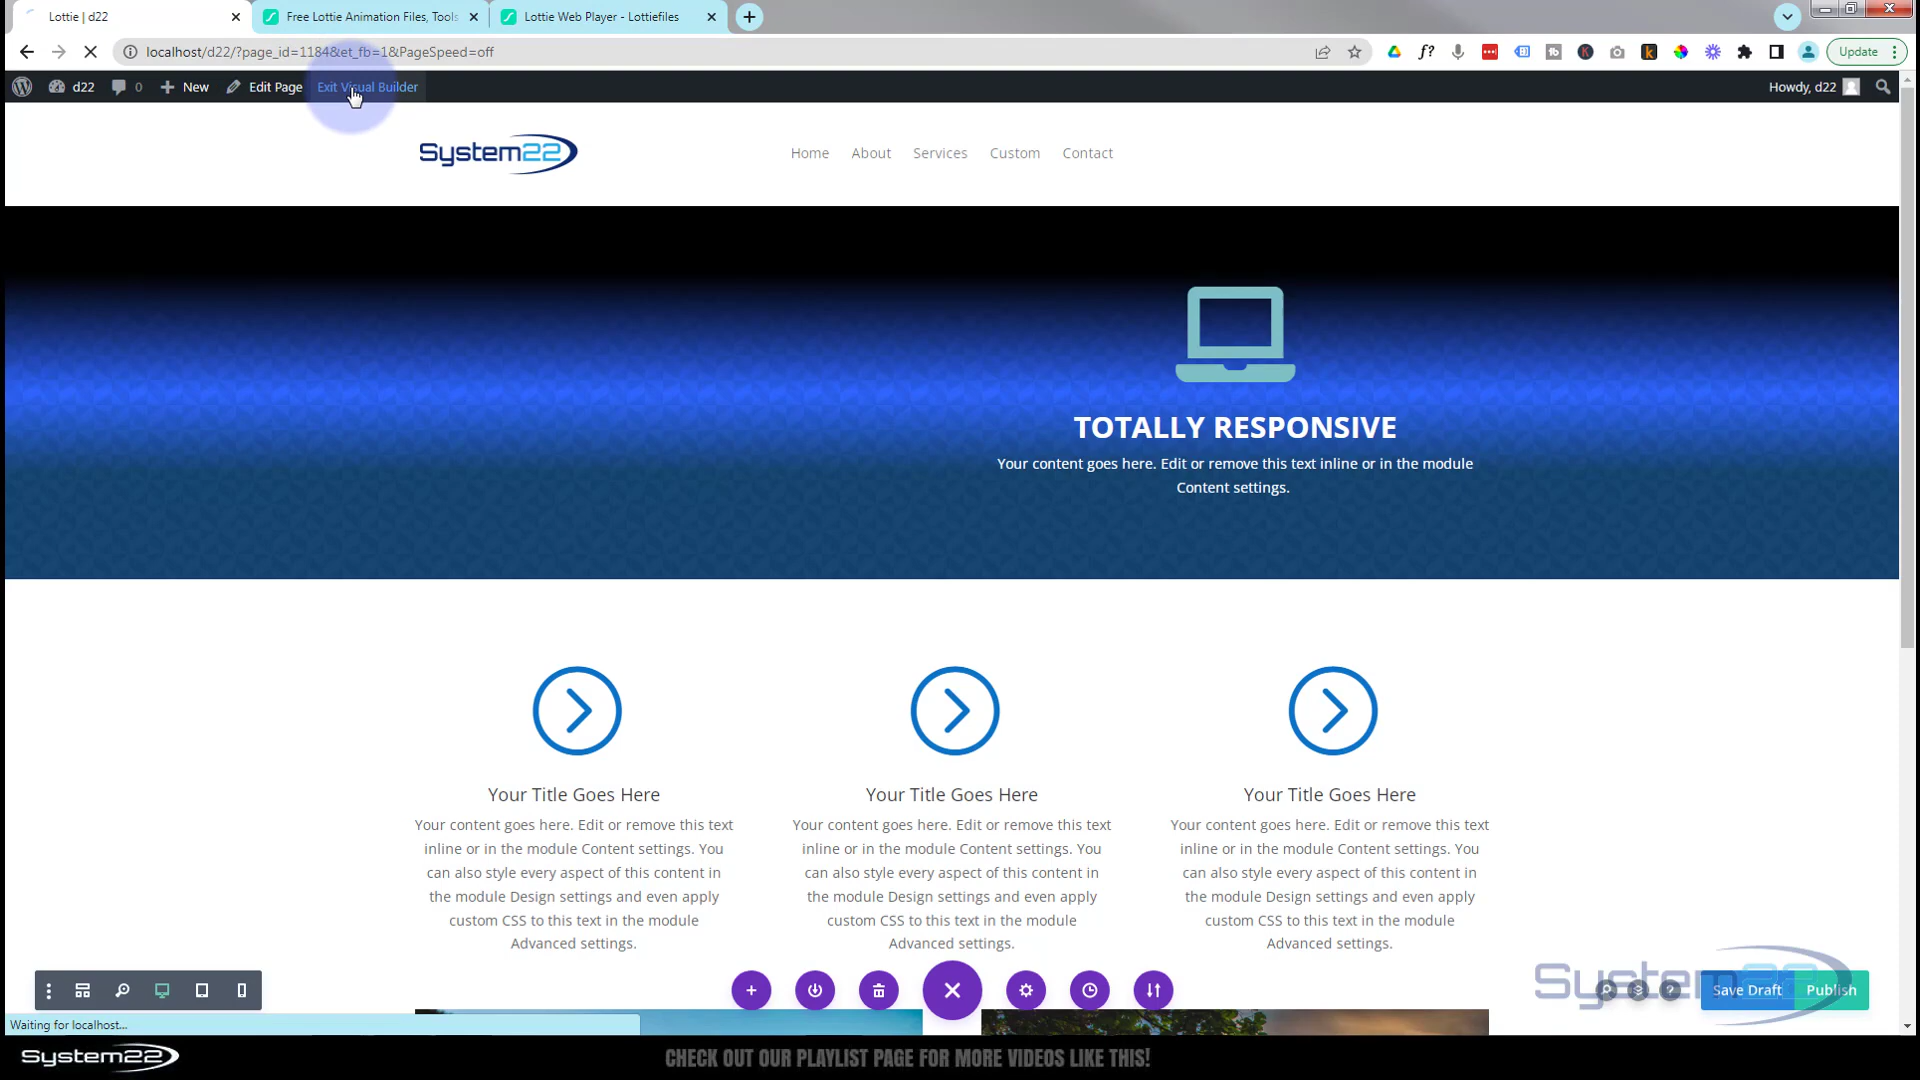 Lottie | d22
Free Lottie Animation Files, Tools
Lottie Web Player - Lottiefiles
localhost/d22/?page_id=1184&et_fb=1&PageSpeed=off
Update
d22
0
New
Edit Page
Exit Visual Builder
Howdy, d22
System22
Home
About
Services
Custom
Contact
TOTALLY RESPONSIVE
Your content goes here. Edit or remove this text inline or in the module
Content settings.
Your Title Goes Here
Your content goes here. Edit or remove this text
inline or in the module Content settings. You
can also style every aspect of this content in
the module Design settings and even apply
custom CSS to this text in the module
Advanced settings.
Your Title Goes Here
Your content goes here. Edit or remove this text
inline or in the module Content settings. You
can also style every aspect of this content in
the module Design settings and even apply
custom CSS to this text in the module
Advanced settings.
Your Title Goes Here
Your content goes here. Edit or remove this text
inline or in the module Content settings. You
can also style every aspect of this content in
the module Design settings and even apply
custom CSS to this text in the module
Advanced settings.
System22
Save Draft
Publish
Waiting for localhost...
System22
CHECK OUT OUR PLAYLIST PAGE FOR MORE VIDEOS LIKE THIS!